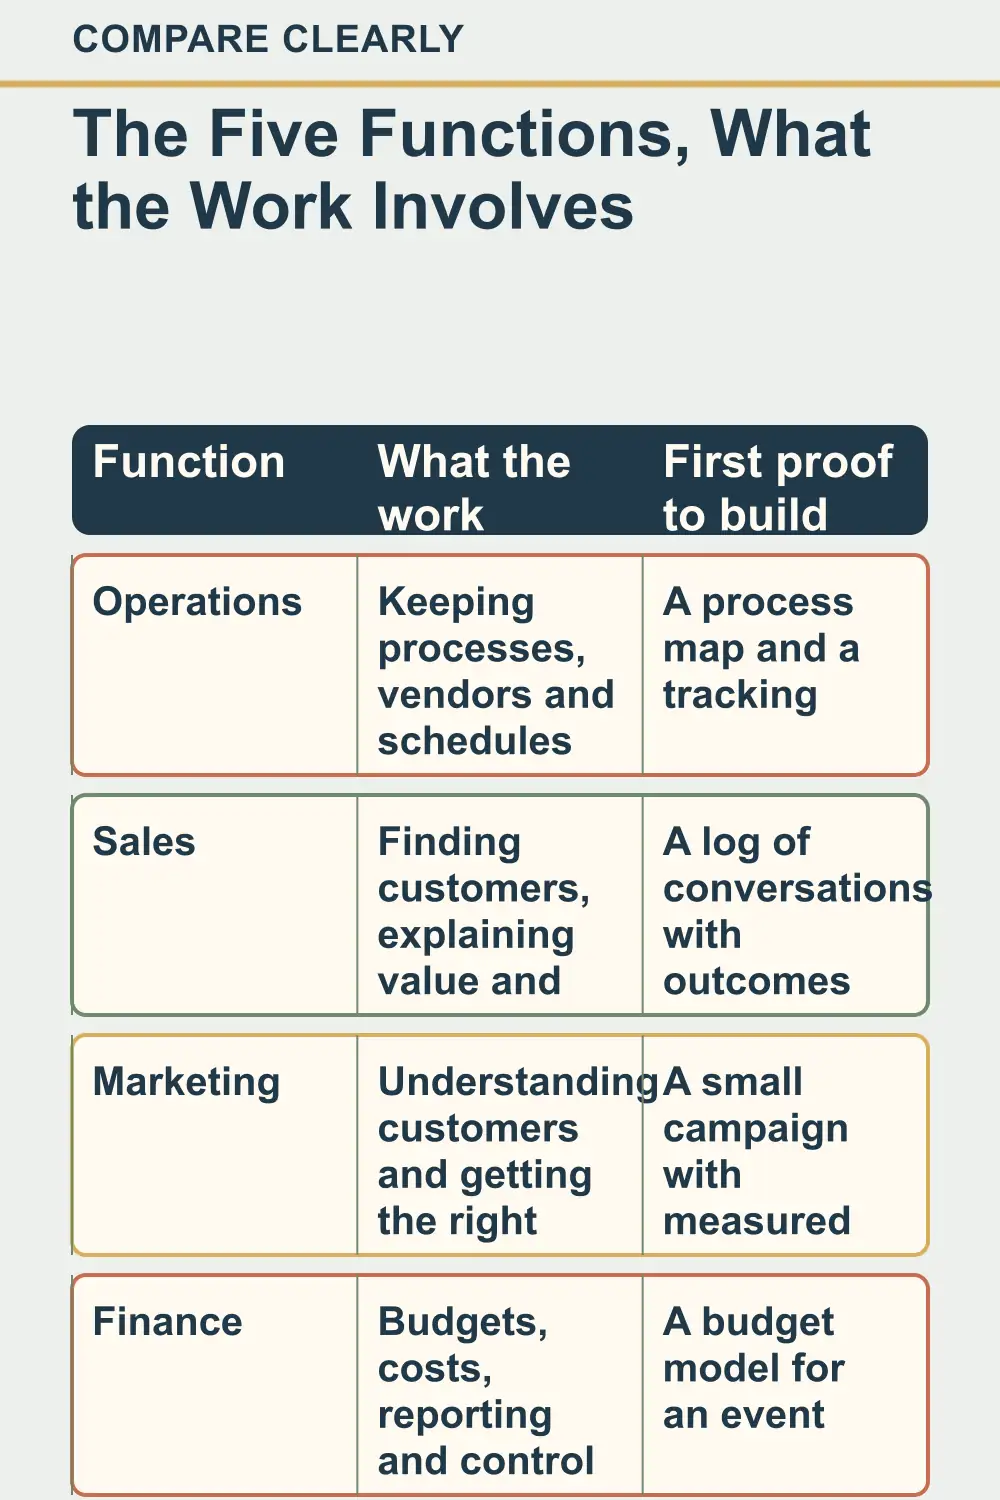 COMPARE CLEARLY
The Five Functions, What
the Work Involves
Function
What the
work
First proof
to build
Operations
Keeping
processes,
vendors and
schedules
A process
map and a
tracking
Sales
Finding
customers,
explaining
value and
A log of
conversations
with
outcomes
Marketing
Understanding
customers
and getting
the right
A small
campaign
with
measured
Finance
Budgets,
costs,
reporting
and control
A budget
model for
an event